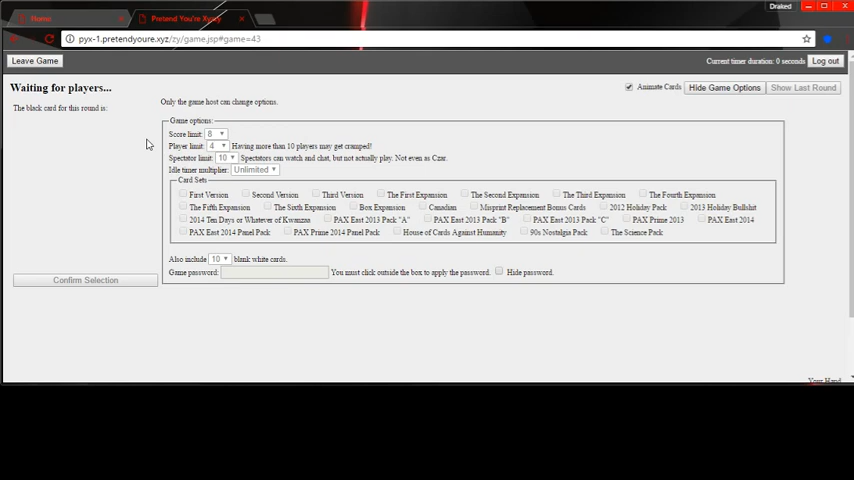 Draked
Home
Pretend You're Xyzzy
pyx-1.pretendyoure.xyz/zy/game.jsp#game=43
Leave Game
Current timer duration: 0 seconds
Log out
Waiting for players...
Animate Cards
Hide Game Options
Show Last Round
The black card for this round is:
Only the game host can change options.
Game options:
Score limit: 8
Player limit: 4 Having more than 10 players may get cramped!
Spectator limit: 10 Spectators can watch and chat, but not actually play. Not even as Czar.
Idle timer multiplier: Unlimited
Card Sets
First Version Second Version Third Version The First Expansion The Second Expansion The Third Expansion The Fourth Expansion
The Fifth Expansion The Sixth Expansion Box Expansion Canadian Misprint Replacement Bonus Cards 2012 Holiday Pack 2013 Holiday Bullshit
2014 Ten Days or Whatever of Kwanzaa PAX East 2013 Pack "A" PAX East 2013 Pack "B" PAX East 2013 Pack "C" PAX Prime 2013 PAX East 2014
PAX East 2014 Panel Pack PAX Prime 2014 Panel Pack House of Cards Against Humanity 90s Nostalgia Pack The Science Pack
Also include 10 blank white cards.
Game password: You must click outside the box to apply the password. Hide password.
Confirm Selection
Your Hand